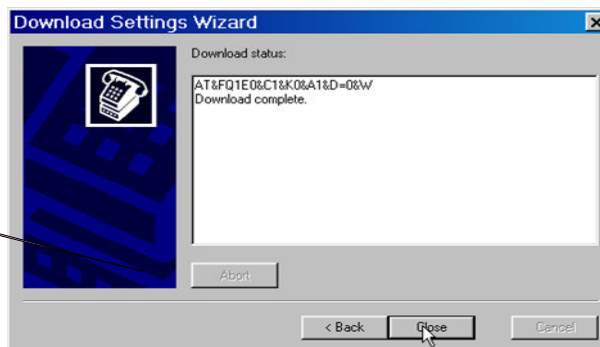 Download Settings Wizard
Download status:
AT&FQ1E0&C1&K0&A1&D=0&W
Download complete.
Abort
< Back
Close
Cancel